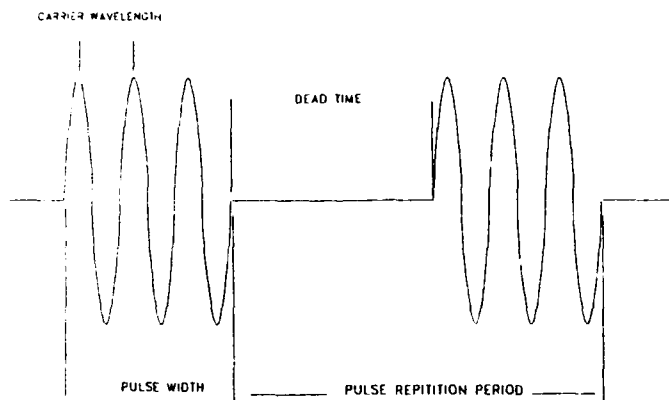 CARRIER WAVELENGTH
DEAD TIME
PULSE WIDTH
PULSE REPITITION PERIOD